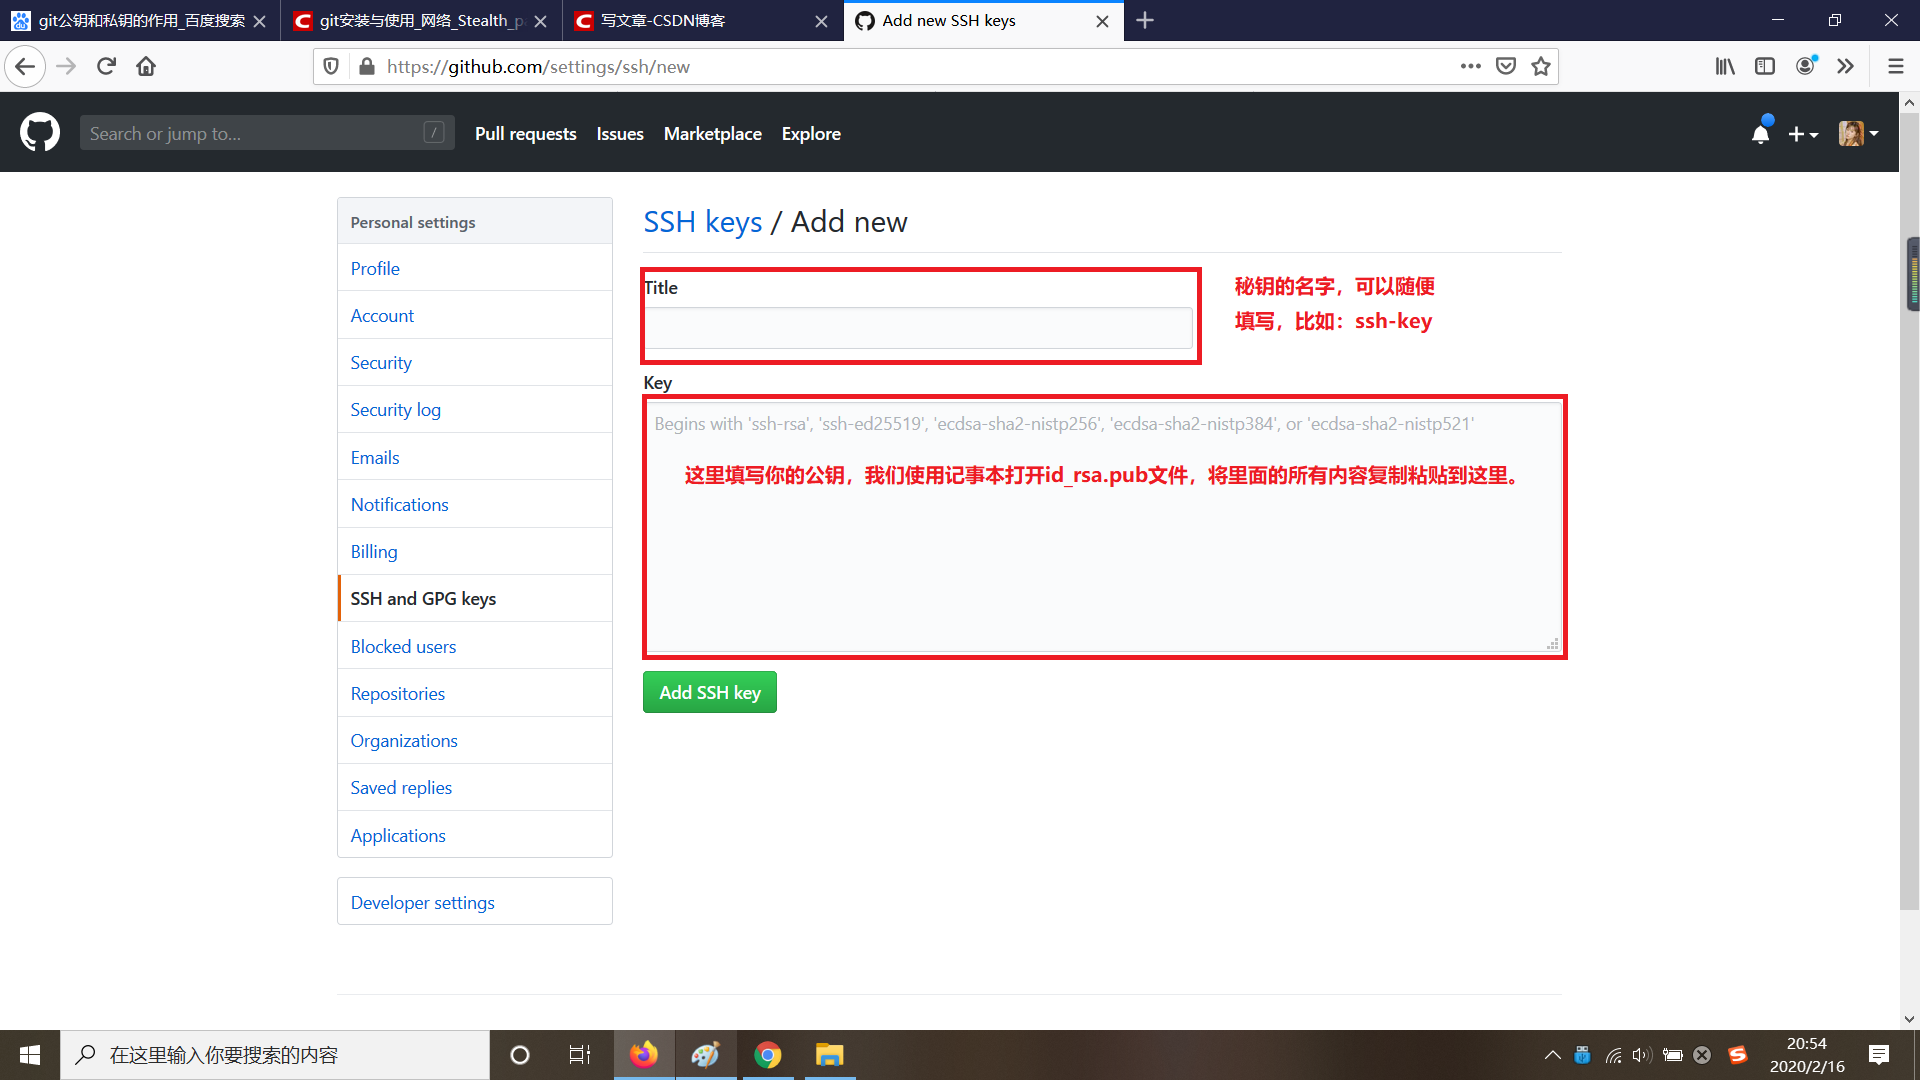 git公钥和私钥的作用_百度搜索
git安装与使用_网络_Stealth_p
写文章-CSDN博客
Add new SSH keys
https://github.com/settings/ssh/new
Search or jump to...
/
Pull requests
Issues
Marketplace
Explore
Personal settings
Profile
Account
Security
Security log
Emails
Notifications
Billing
SSH and GPG keys
Blocked users
Repositories
Organizations
Saved replies
Applications
Developer settings
SSH keys / Add new
Title
秘钥的名字，可以随便
填写，比如：ssh-key
Key
Begins with 'ssh-rsa', 'ssh-ed25519', 'ecdsa-sha2-nistp256', 'ecdsa-sha2-nistp384', or 'ecdsa-sha2-nistp521'
这里填写你的公钥，我们使用记事本打开id_rsa.pub文件，将里面的所有内容复制粘贴到这里。
Add SSH key
在这里输入你要搜索的内容
20:54
2020/2/16